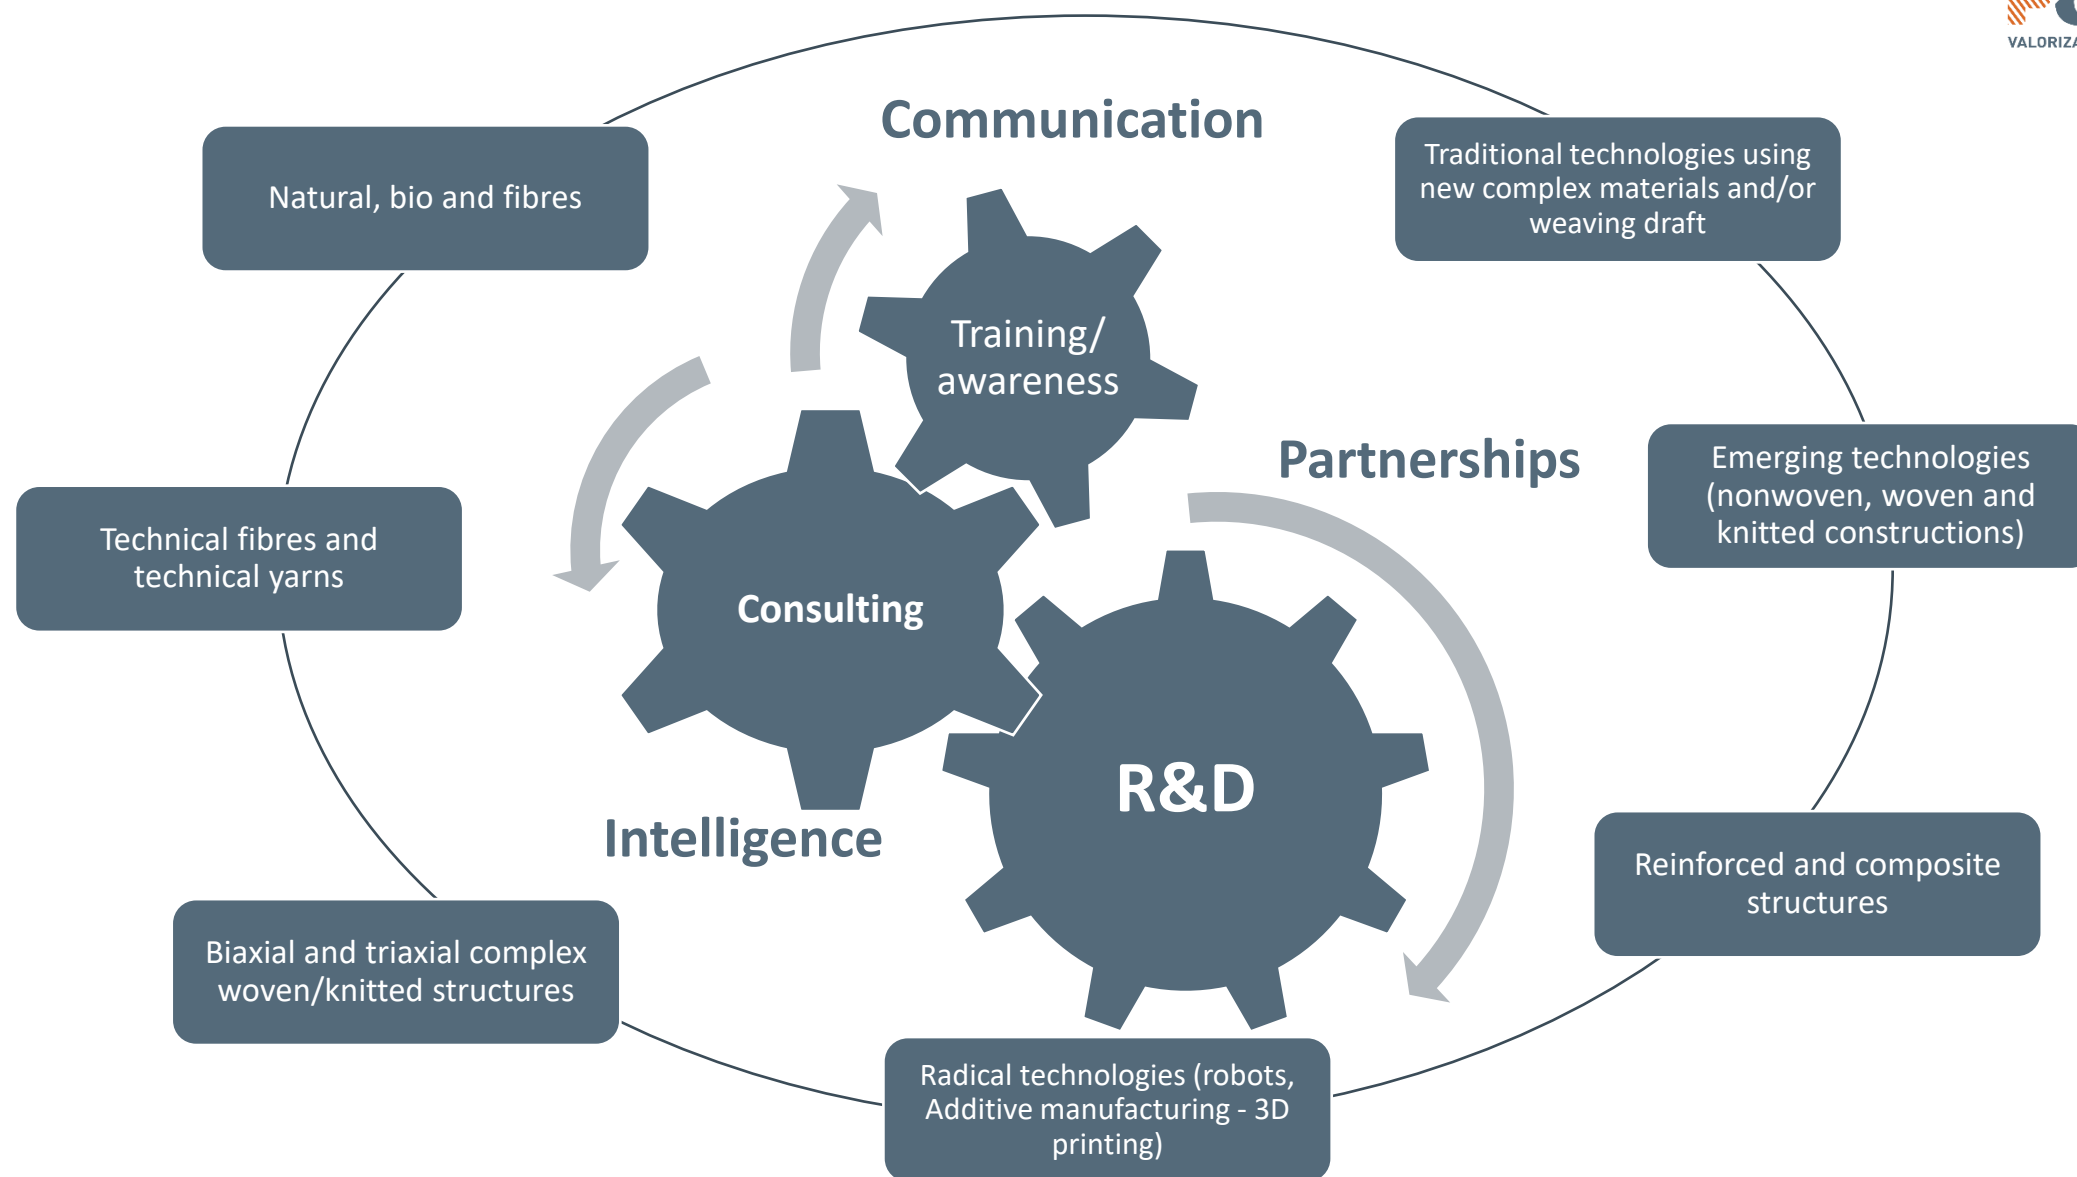 VALORIZA
Communication
Natural, bio and fibres
Traditional technologies using
new complex materials and/or
weaving draft
Training/
awareness
Partnerships
Emerging technologies
(nonwoven, woven and
knitted constructions)
Technical fibres and
technical yarns
Consulting
R&D
Intelligence
Reinforced and composite
structures
Biaxial and triaxial complex
woven/knitted structures
Radical technologies (robots,
Additive manufacturing - 3D
printing)